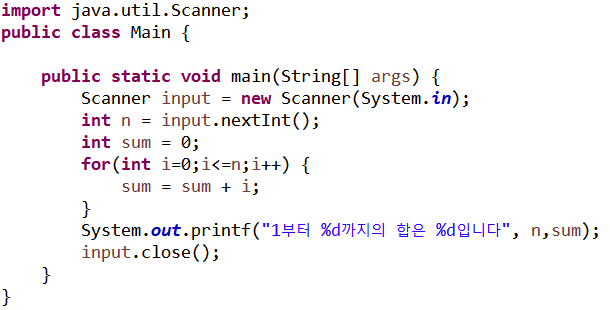 import java.util.Scanner;
public class Main {
public static void main(String[] args) {
Scanner input = new Scanner(System.in);
int n = input.nextInt();
int sum = 0;
for(int i=0;i<=n;i++) {
sum = sum + i;
}
System.out.printf("1부터 %d까지의 합은 %d입니다", n,sum);
input.close();
}
}